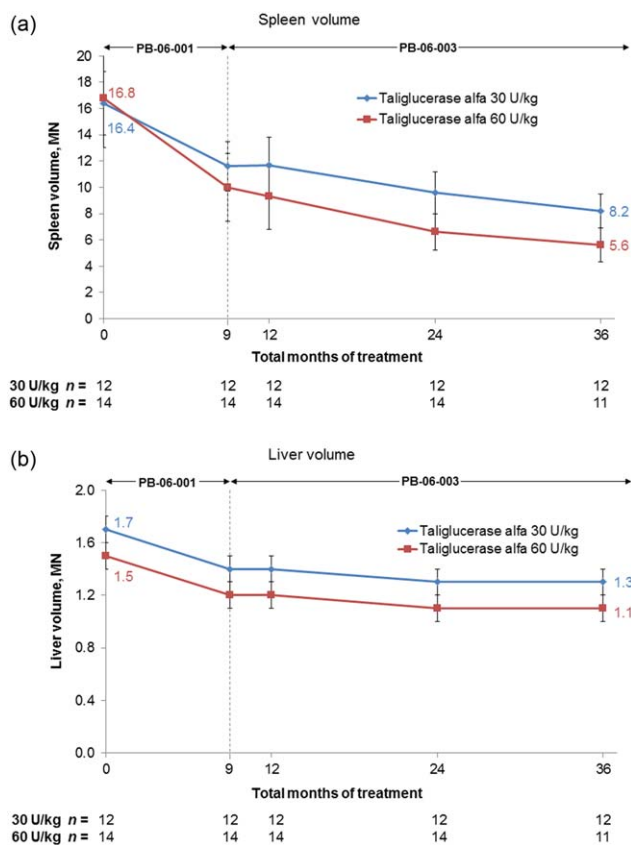 (a)
Spleen volume
PB-06-001
PB-06-003
20
18
16
14
12
10
8
6
4
2
0
Spleen volume, MN
16.8
16.4
Taliglucerase alfa 30 U/kg
Taliglucerase alfa 60 U/kg
8.2
5.6
0 9 12 24 36
Total months of treatment
30 U/kg n = 12 12 12 12 12
60 U/kg n = 14 14 14 14 11
(b)
Liver volume
PB-06-001
PB-06-003
2.0
1.6
1.2
0.8
0.4
0.0
Liver volume, MN
1.7
1.5
Taliglucerase alfa 30 U/kg
Taliglucerase alfa 60 U/kg
1.3
1.1
0 9 12 24 36
Total months of treatment
30 U/kg n = 12 12 12 12 12
60 U/kg n = 14 14 14 14 11